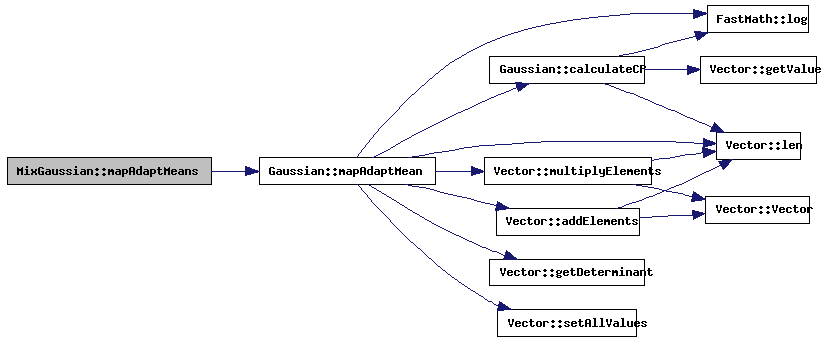 FastMath::log
Gaussian::calculateCP
Vector::getValue
Vector::len
MixGaussian::mapAdaptMeans
Gaussian::mapAdaptMean
Vector::multiplyElements
Vector::Vector
Vector::addElements
Vector::getDeterminant
Vector::setAllValues